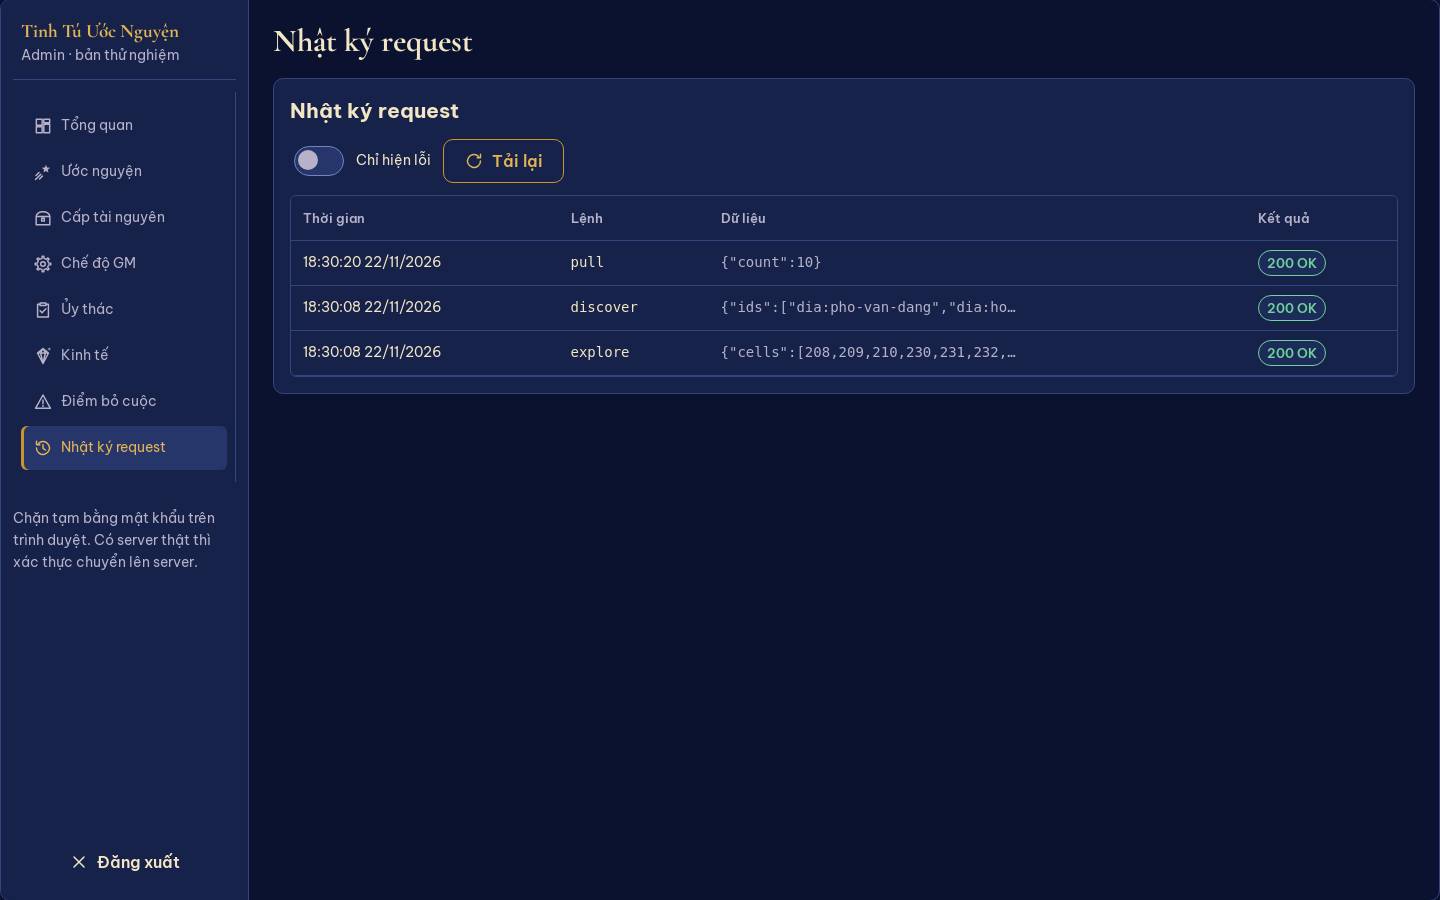 Tinh Tú Ước Nguyện
Admin · bản thử nghiệm
Tổng quan
Ước nguyện
Cấp tài nguyên
Chế độ GM
Ủy thác
Kinh tế
Điểm bỏ cuộc
Nhật ký request
Chặn tạm bằng mật khẩu trên
trình duyệt. Có server thật thì
xác thực chuyển lên server.
Đăng xuất
Nhật ký request
Nhật ký request
Chỉ hiện lỗi
Tải lại
Thời gian Lệnh Dữ liệu Kết quả
18:30:20 22/11/2026 pull {"count":10} 200 OK
18:30:08 22/11/2026 discover {"ids":["dia:pho-van-dang","dia:ho… 200 OK
18:30:08 22/11/2026 explore {"cells":[208,209,210,230,231,232,… 200 OK